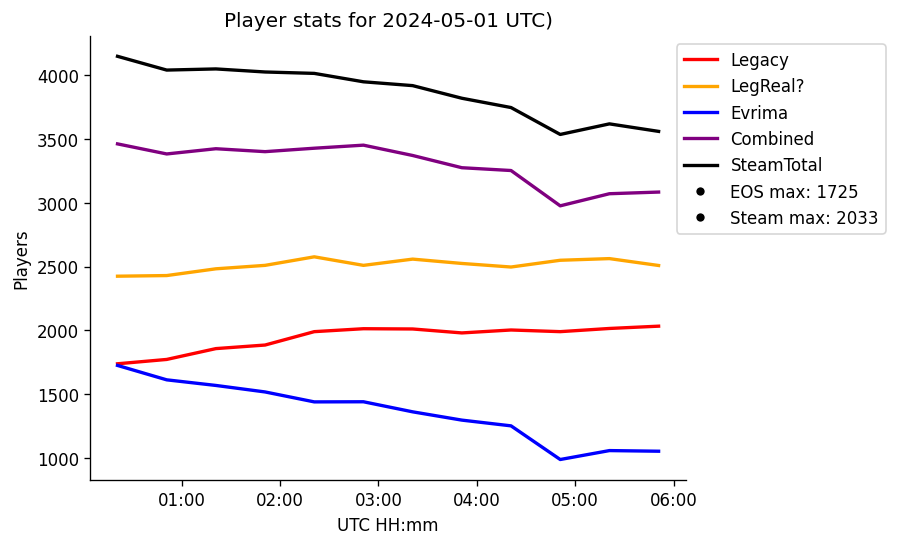 Player stats for 2024-05-01 UTC)
Legacy
LegReal?
Evrima
Combined
SteamTotal
EOS max: 1725
Steam max: 2033
Players
4000
3500
3000
2500
2000
1500
1000
01:00 02:00 03:00 04:00 05:00 06:00
UTC HH:mm